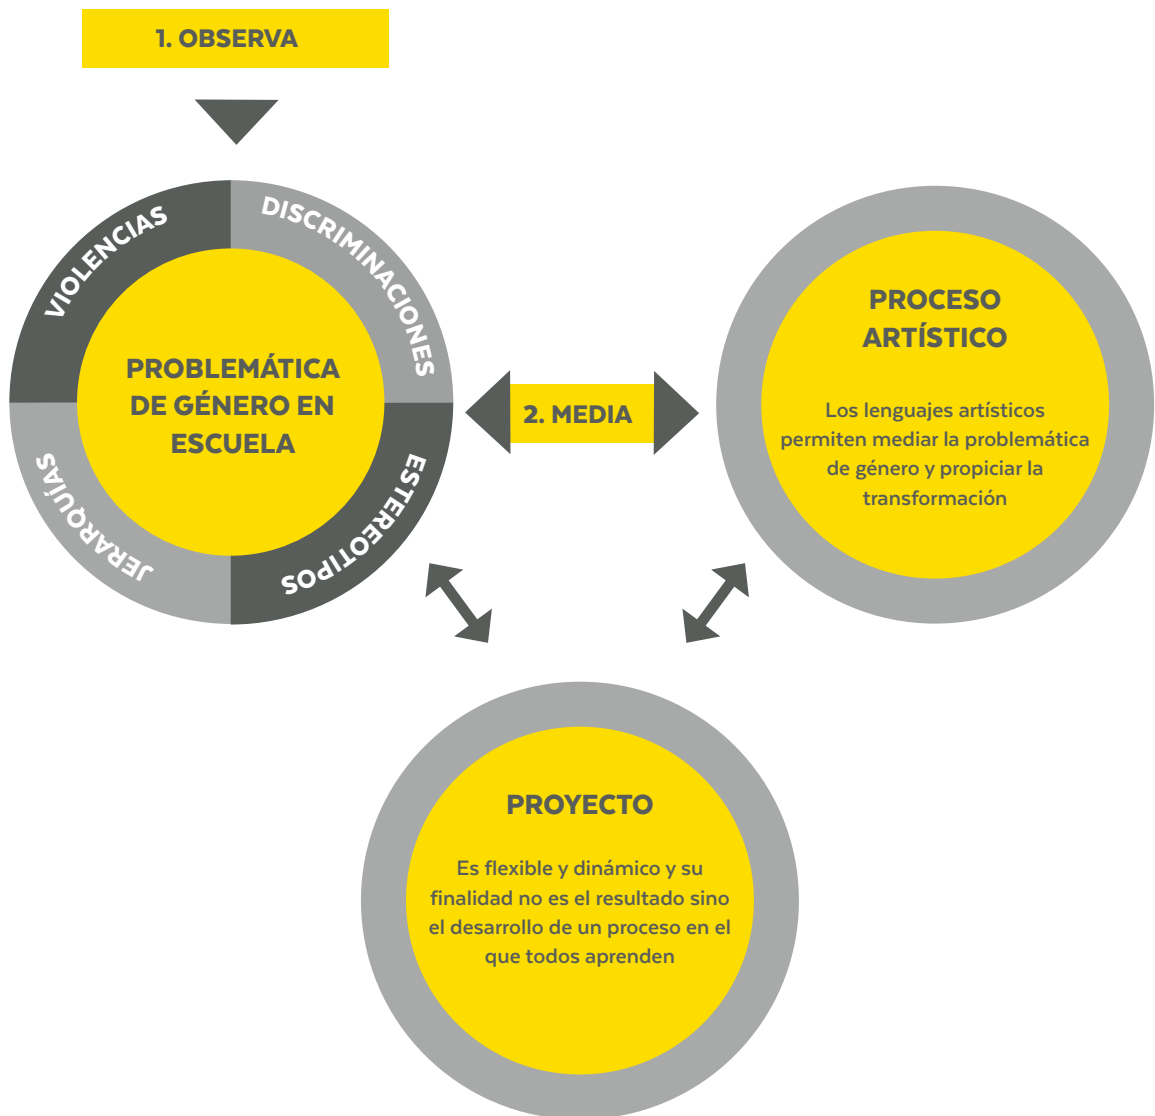 1. OBSERVA
VIOLENCIAS
DISCRIMINACIONES
PROBLEMÁTICA
DE GÉNERO EN
ESCUELA
JERARQUÍAS
ESTEREOTIPOS
2. MEDIA
PROCESO
ARTÍSTICO
Los lenguajes artísticos
permiten mediar la problemática
de género y propiciar la
transformación
PROYECTO
Es flexible y dinámico y su
finalidad no es el resultado sino
el desarrollo de un proceso en el
que todos aprenden